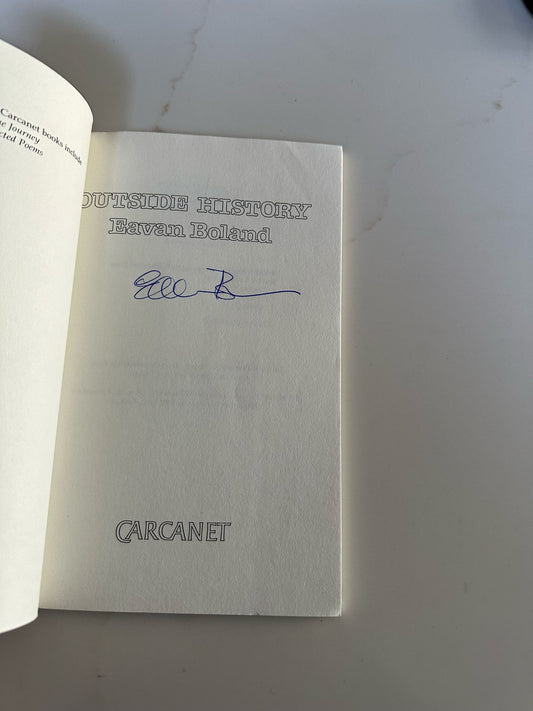 Carcanet books include
e Journey
cted Poems
OUTSIDE HISTORY
Eavan Boland
CARCANET